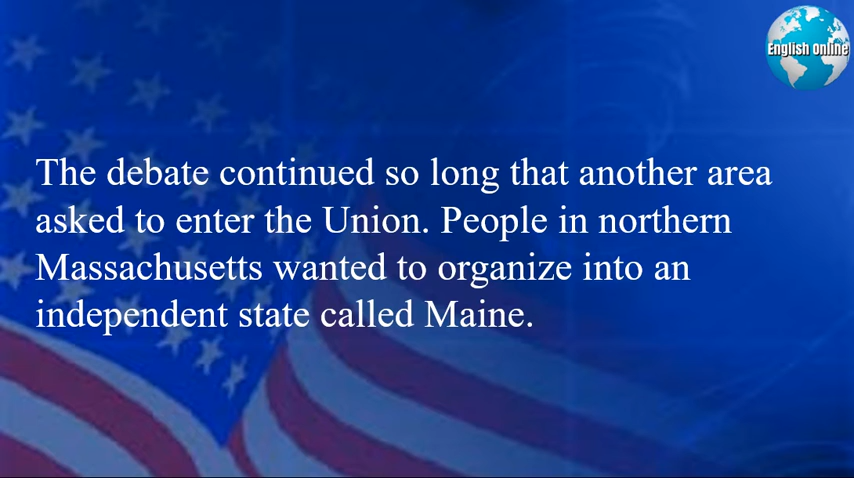 English Online
The debate continued so long that another area
asked to enter the Union. People in northern
Massachusetts wanted to organize into an
independent state called Maine.